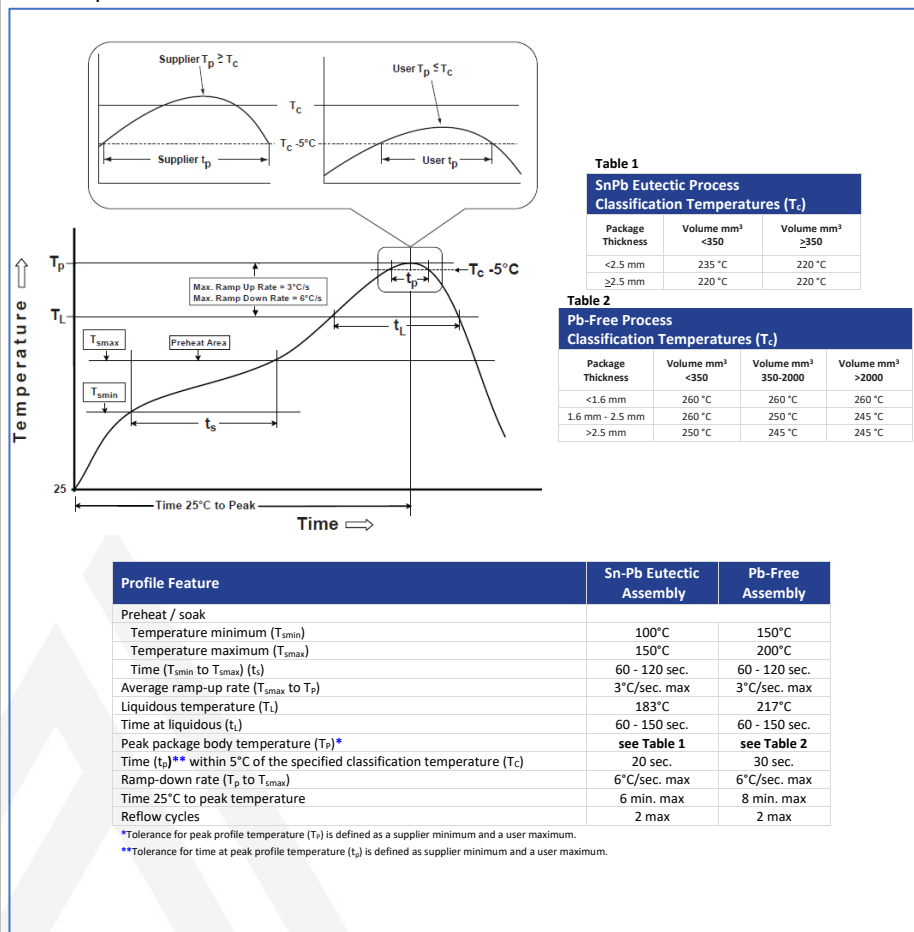 Supplier Tp ≥ Tc
User Tp ≤ Tc
Tc
Tc -5°C
Supplier tp
User tp
Table 1
SnPb Eutectic Process
Classification Temperatures (Tc)
Package Thickness Volume mm³ <350 Volume mm³ ≥350
<2.5 mm 235 °C 220 °C
≥2.5 mm 220 °C 220 °C
Table 2
Pb-Free Process
Classification Temperatures (Tc)
Package Thickness Volume mm³ <350 Volume mm³ 350-2000 Volume mm³ >2000
<1.6 mm 260 °C 260 °C 260 °C
1.6 mm - 2.5 mm 260 °C 250 °C 245 °C
>2.5 mm 250 °C 245 °C 245 °C
Temperature
Tp
Tc -5°C
tp
Max. Ramp Up Rate = 3°C/s
Max. Ramp Down Rate = 6°C/s
TL
tL
Tsmax
Preheat Area
Tsmin
ts
25
Time 25°C to Peak
Time
Profile Feature Sn-Pb Eutectic Assembly Pb-Free Assembly
Preheat / soak
Temperature minimum (Tsmin) 100°C 150°C
Temperature maximum (Tsmax) 150°C 200°C
Time (Tsmin to Tsmax) (ts) 60 - 120 sec. 60 - 120 sec.
Average ramp-up rate (Tsmax to TP) 3°C/sec. max 3°C/sec. max
Liquidous temperature (TL) 183°C 217°C
Time at liquidous (tL) 60 - 150 sec. 60 - 150 sec.
Peak package body temperature (TP)* see Table 1 see Table 2
Time (tp)** within 5°C of the specified classification temperature (TC) 20 sec. 30 sec.
Ramp-down rate (Tp to Tsmax) 6°C/sec. max 6°C/sec. max
Time 25°C to peak temperature 6 min. max 8 min. max
Reflow cycles 2 max 2 max
*Tolerance for peak profile temperature (TP) is defined as a supplier minimum and a user maximum.
**Tolerance for time at peak profile temperature (tp) is defined as supplier minimum and a user maximum.